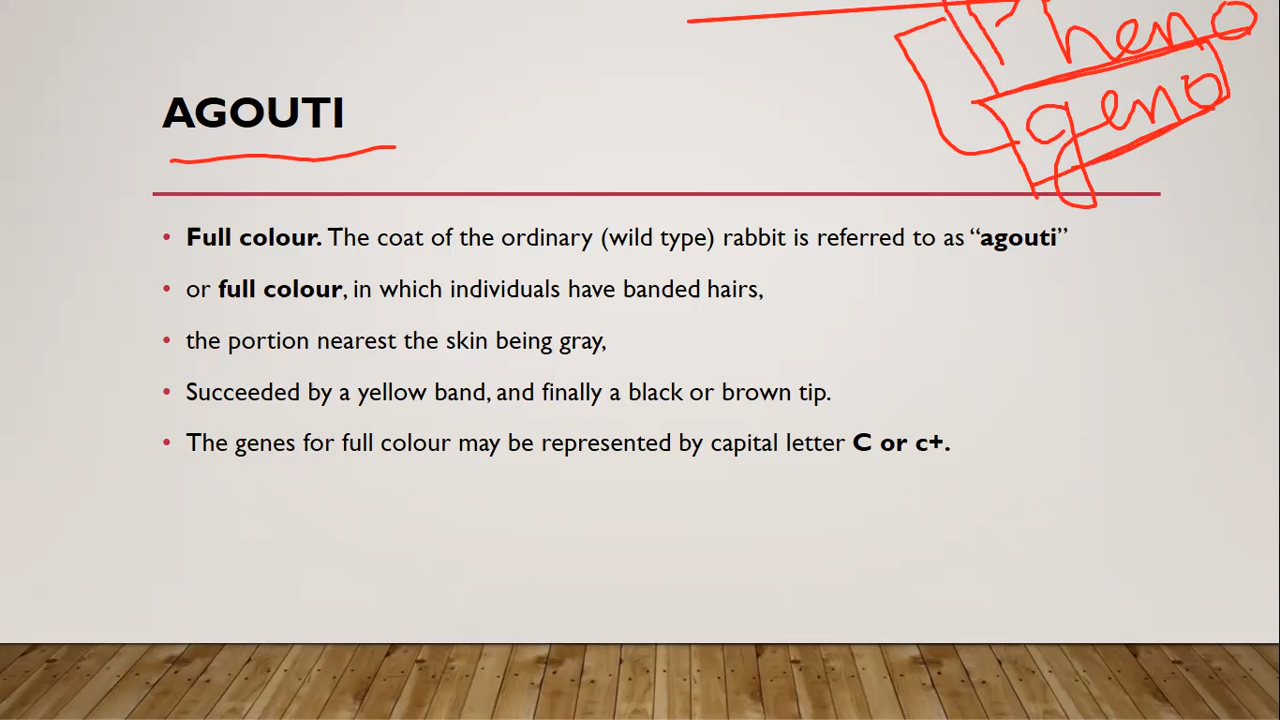 Pheno
geno
AGOUTI
• Full colour. The coat of the ordinary (wild type) rabbit is referred to as “agouti”
• or full colour, in which individuals have banded hairs,
• the portion nearest the skin being gray,
• Succeeded by a yellow band, and finally a black or brown tip.
• The genes for full colour may be represented by capital letter C or c+.